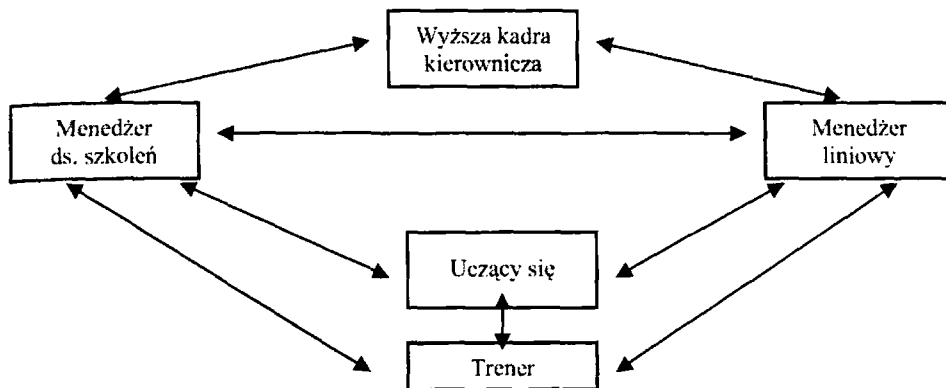 Wyższa kadra
kierownicza
Menedżer
ds. szkoleń
Menedżer
liniowy
Uczący się
Trener